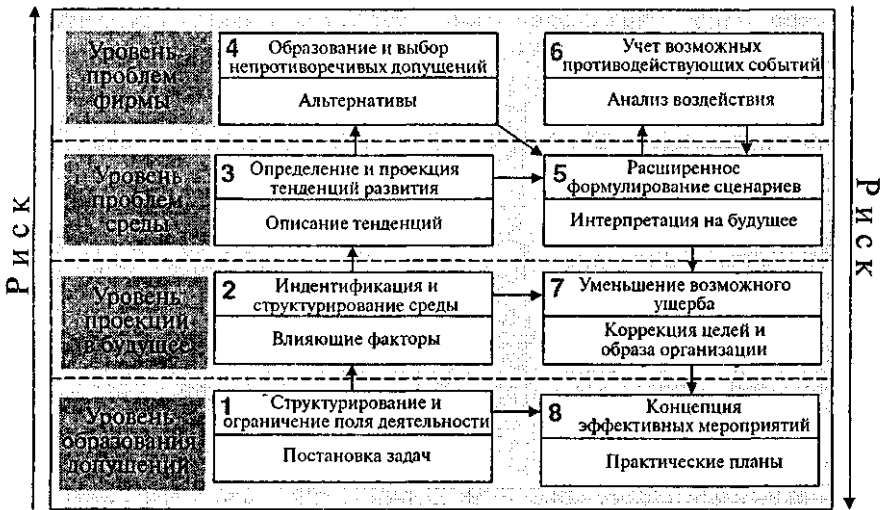 Риск
Уровень
проблем
фирмы
4 Образование и выбор
непротиворечивых допущений
Альтернативы
6 Учет возможных
противодействующих событий
Анализ воздействия
Уровень
проблем
среды
3 Определение и проекция
тенденций развития
Описание тенденций
5 Расширенное
формулирование сценариев
Интерпретация на будущее
Уровень
проекций
в будущее
2 Индентификация и
структурирование среды
Влияющие факторы
7 Уменьшение возможного
ущерба
Коррекция целей и
образа организации
Уровень
образования
допущений
1 Структурирование и
ограничение поля деятельности
Постановка задач
8 Концепция
эффективных мероприятий
Практические планы
Риск